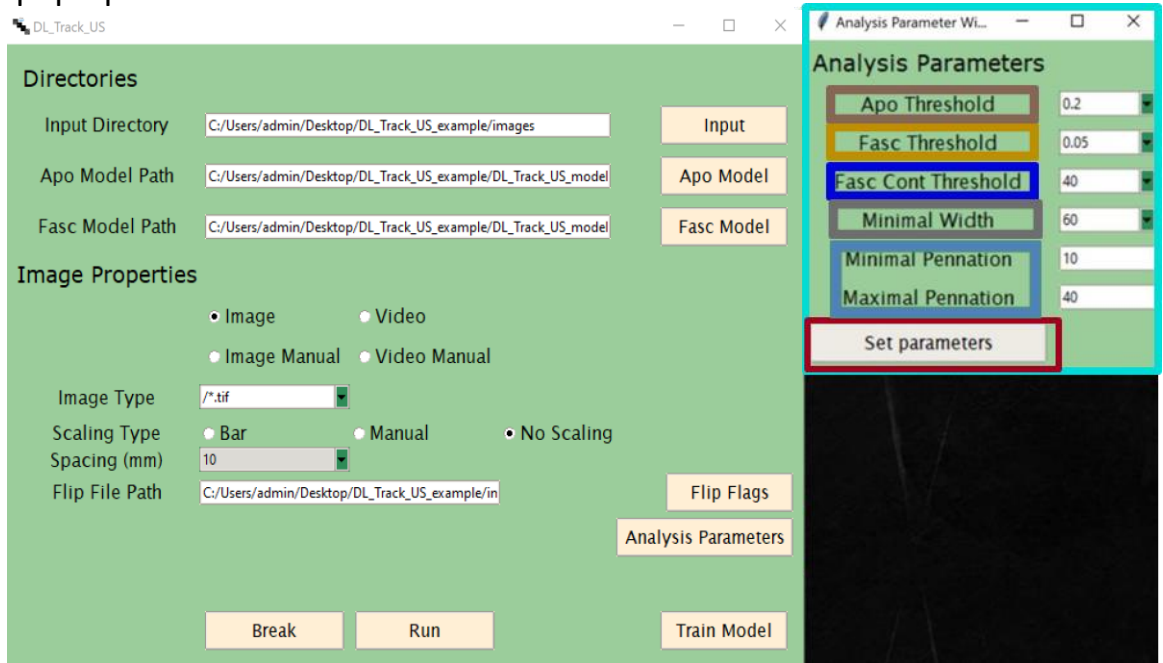 DL_Track_US
Directories
Input Directory C:/Users/admin/Desktop/DL_Track_US_example/images Input
Apo Model Path C:/Users/admin/Desktop/DL_Track_US_example/DL_Track_US_model Apo Model
Fasc Model Path C:/Users/admin/Desktop/DL_Track_US_example/DL_Track_US_model Fasc Model
Image Properties
Image Video
Image Manual Video Manual
Image Type /*.tif
Scaling Type Bar Manual No Scaling
Spacing (mm) 10
Flip File Path C:/Users/admin/Desktop/DL_Track_US_example/in Flip Flags
Analysis Parameters
Break Run Train Model
Analysis Parameter Wi...
Analysis Parameters
Apo Threshold 0.2
Fasc Threshold 0.05
Fasc Cont Threshold 40
Minimal Width 60
Minimal Pennation 10
Maximal Pennation 40
Set parameters